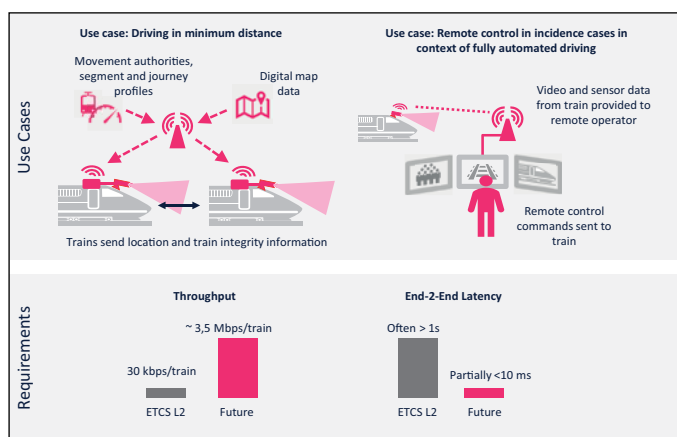 Use Cases
Use case: Driving in minimum distance
Movement authorities,
segment and journey
profiles
Digital map
data
Trains send location and train integrity information
Use case: Remote control in incidence cases in
context of fully automated driving
Video and sensor data
from train provided to
remote operator
Remote control
commands sent to
train
Requirements
Throughput
~ 3,5 Mbps/train
30 kbps/train
ETCS L2
Future
End-2-End Latency
Often > 1s
Partially <10 ms
ETCS L2
Future